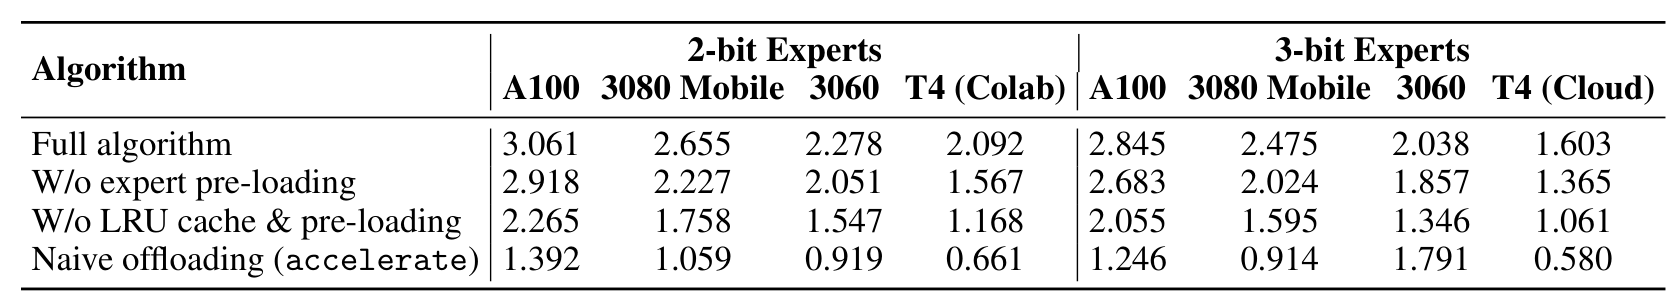 Algorithm 2-bit Experts 3-bit Experts
A100 3080 Mobile 3060 T4 (Colab) A100 3080 Mobile 3060 T4 (Cloud)
Full algorithm 3.061 2.655 2.278 2.092 2.845 2.475 2.038 1.603
W/o expert pre-loading 2.918 2.227 2.051 1.567 2.683 2.024 1.857 1.365
W/o LRU cache & pre-loading 2.265 1.758 1.547 1.168 2.055 1.595 1.346 1.061
Naive offloading (accelerate) 1.392 1.059 0.919 0.661 1.246 0.914 1.791 0.580